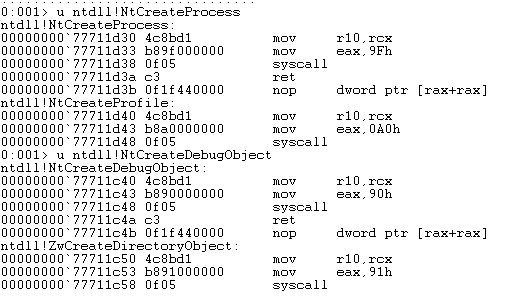 0:001> u ntdll!NtCreateProcess
ntdll!NtCreateProcess:
00000000`77711d30 4c8bd1 mov r10,rcx
00000000`77711d33 b89f000000 mov eax,9Fh
00000000`77711d38 0f05 syscall
00000000`77711d3a c3 ret
00000000`77711d3b 0f1f440000 nop dword ptr [rax+rax]
ntdll!NtCreateProfile:
00000000`77711d40 4c8bd1 mov r10,rcx
00000000`77711d43 b8a0000000 mov eax,0A0h
00000000`77711d48 0f05 syscall
0:001> u ntdll!NtCreateDebugObject
ntdll!NtCreateDebugObject:
00000000`77711c40 4c8bd1 mov r10,rcx
00000000`77711c43 b890000000 mov eax,90h
00000000`77711c48 0f05 syscall
00000000`77711c4a c3 ret
00000000`77711c4b 0f1f440000 nop dword ptr [rax+rax]
ntdll!ZwCreateDirectoryObject:
00000000`77711c50 4c8bd1 mov r10,rcx
00000000`77711c53 b891000000 mov eax,91h
00000000`77711c58 0f05 syscall